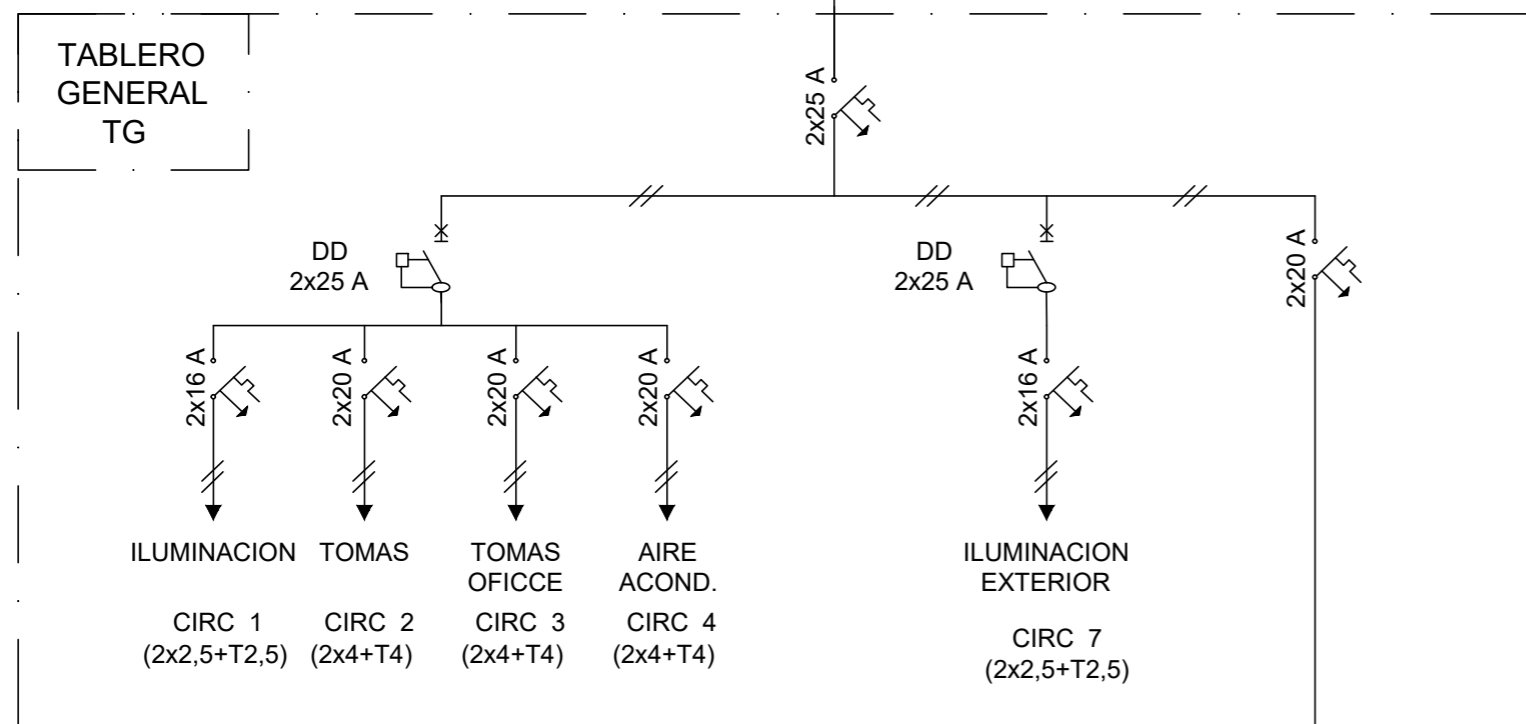 TABLERO
GENERAL
TG
2x25 A
DD
2x25 A
DD
2x25 A
2x20 A
2x16 A
2x20 A
2x20 A
2x20 A
2x16 A
ILUMINACION
TOMAS
TOMAS
OFICCE
AIRE
ACOND.
ILUMINACION
EXTERIOR
CIRC 1
(2x2,5+T2,5)
CIRC 2
(2x4+T4)
CIRC 3
(2x4+T4)
CIRC 4
(2x4+T4)
CIRC 7
(2x2,5+T2,5)